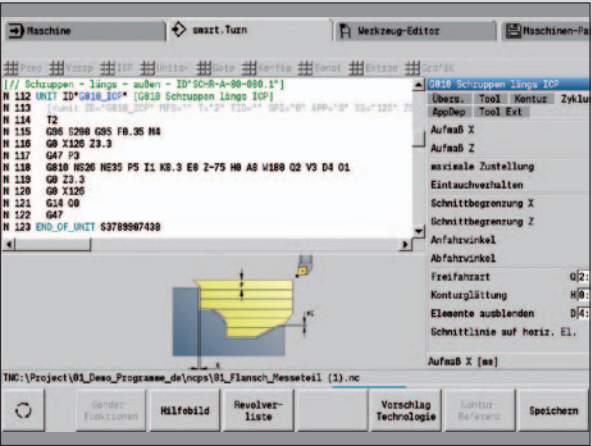 Maschine
smart.Turn
Werkzeug-Editor
Maschinen-Pa
Prog Vorsp ICP Units Goto Konfig Sonst Extras Grafik
[// Schruppen - längs - außen - ID"SCHR-A-80-080.1"]
N 112 UNIT ID"G810_ICP" [G810 Schruppen längs ICP]
N 113
N 114 T2
N 115 G96 S200 G95 F0.35 M4
N 116 G0 X126 Z3.3
N 117 G47 P3
N 118 G810 NS26 NE35 P5 I1 K0.3 E0 Z-75 H0 A0 W180 Q2 V3 D4 O1
N 119 G0 Z3.3
N 120 G0 X126
N 121 G14 Q0
N 122 G47
N 123 END_OF_UNIT
G810 Schruppen längs ICP
Übers. Tool Kontur Zyklu
AppDep Tool Ext
Aufmaß X
Aufmaß Z
maximale Zustellung
Eintauchverhalten
Schnittbegrenzung X
Schnittbegrenzung Z
Anfahrwinkel
Abfahrwinkel
Freifahrart Q 2:
Konturglättung H 0:
Elemente ausblenden D 4:
Schnittlinie auf horiz. El.
Aufmaß X [mm]
TNC:\Project\01_Demo_Programme_de\ncps\01_Flansch_Messeteil (1).nc
Sonder-
Funktionen
Hilfebild
Revolver-
liste
Vorschlag
Technologie
Kontur-
Referenz
Speichern